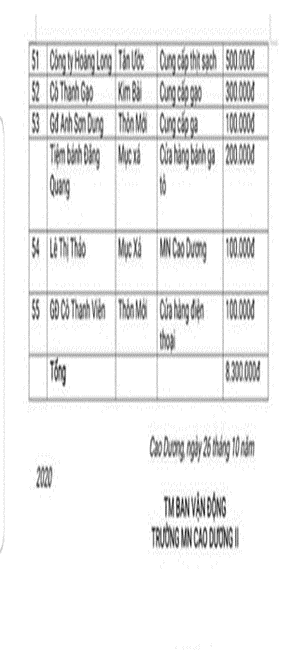 51 Công ty Hoàng Long Tân Ước Cung cấp thịt sạch 500.000đ
52 Cô Thanh Gạo Kim Bài Cung cấp gạo 300.000đ
53 Gđ Anh Sơn Dung Thôn Mới Cung cấp ga 100.000đ
Tiệm bánh Đăng Mục xá Cửa hàng bánh ga 200.000đ
Quang tô
54 Lê Thị Thảo Mục Xá MN Cao Dương 100.000đ
55 GĐ Cô Thanh Viên Thôn Mới Cửa hàng điện 100.000đ
thoại
Tổng 8.300.000đ
Cao Dương, ngày 26 tháng 10 năm
2020
TM BAN VẬN ĐỘNG
TRƯỜNG MN CAO DƯƠNG II